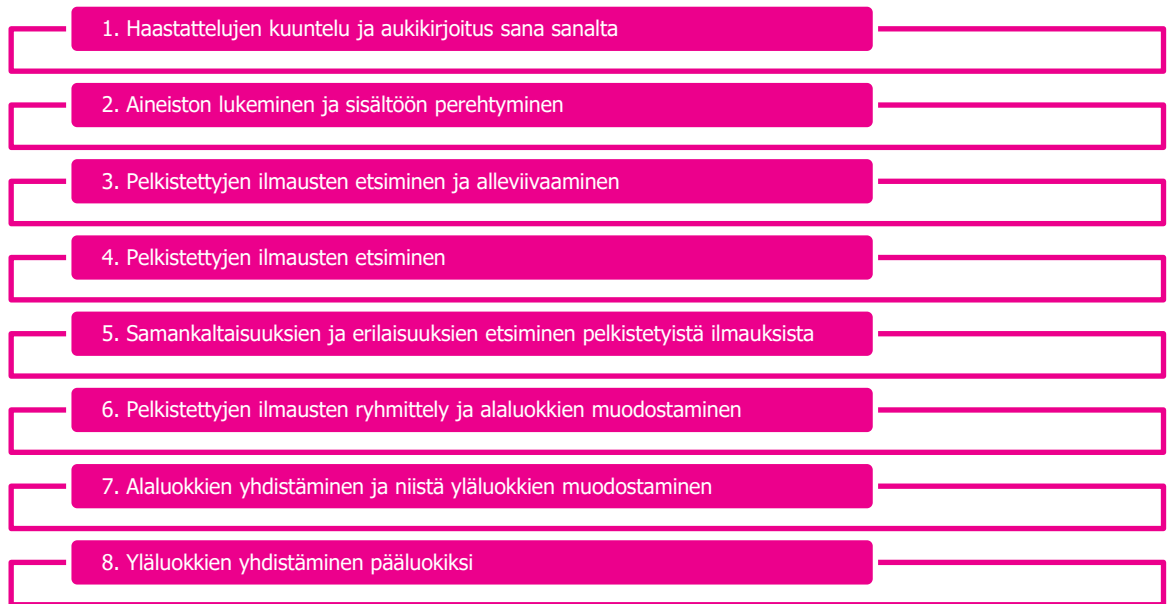 1. Haastattelujen kuuntelu ja aukikirjoitus sana sanalta
2. Aineiston lukeminen ja sisältöön perehtyminen
3. Pelkistettyjen ilmausten etsiminen ja alleviivaaminen
4. Pelkistettyjen ilmausten etsiminen
5. Samankaltaisuuksien ja erilaisuuksien etsiminen pelkistetyistä ilmauksista
6. Pelkistettyjen ilmausten ryhmittely ja alaluokkien muodostaminen
7. Alaluokkien yhdistäminen ja niistä yläluokkien muodostaminen
8. Yläluokkien yhdistäminen pääluokiksi